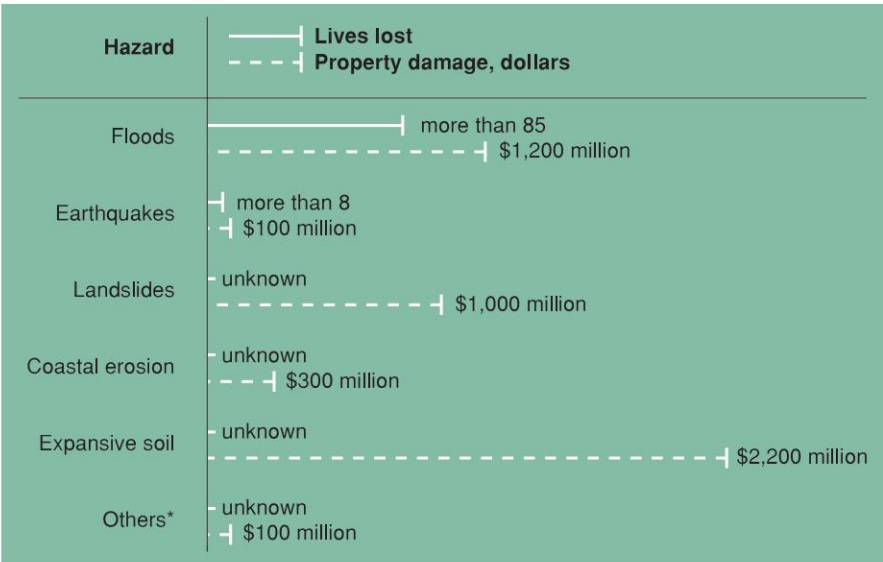 Hazard
Lives lost
Property damage, dollars
Floods
more than 85
$1,200 million
Earthquakes
more than 8
$100 million
Landslides
unknown
$1,000 million
Coastal erosion
unknown
$300 million
Expansive soil
unknown
$2,200 million
Others*
unknown
$100 million